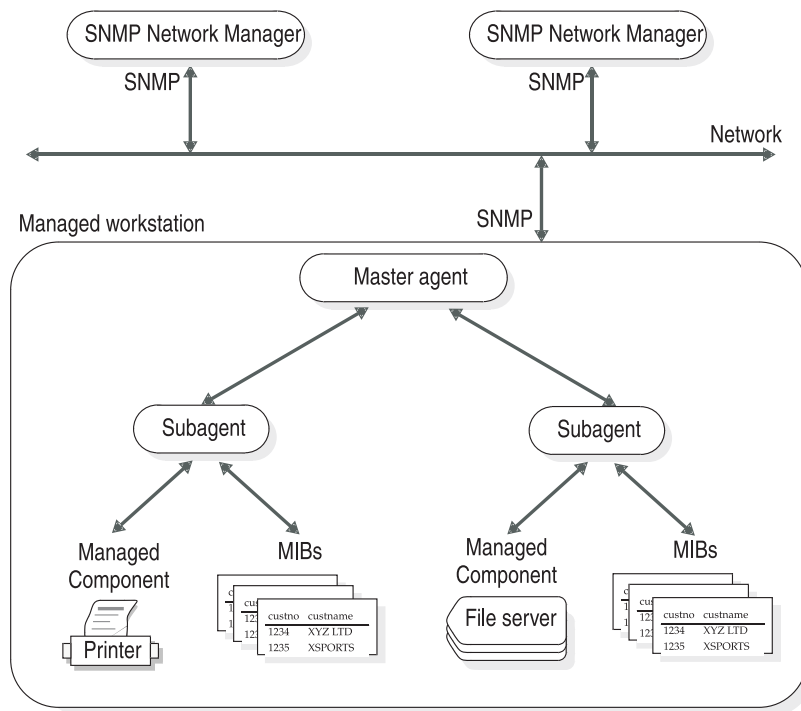 SNMP Network Manager
SNMP Network Manager
SNMP
SNMP
Network
SNMP
Managed workstation
Master agent
Subagent
Subagent
Managed
Component
MIBs
Managed
Component
MIBs
Printer
custno custname
1234 XYZ LTD
1235 XSPORTS
File server
custno custname
1234 XYZ LTD
1235 XSPORTS